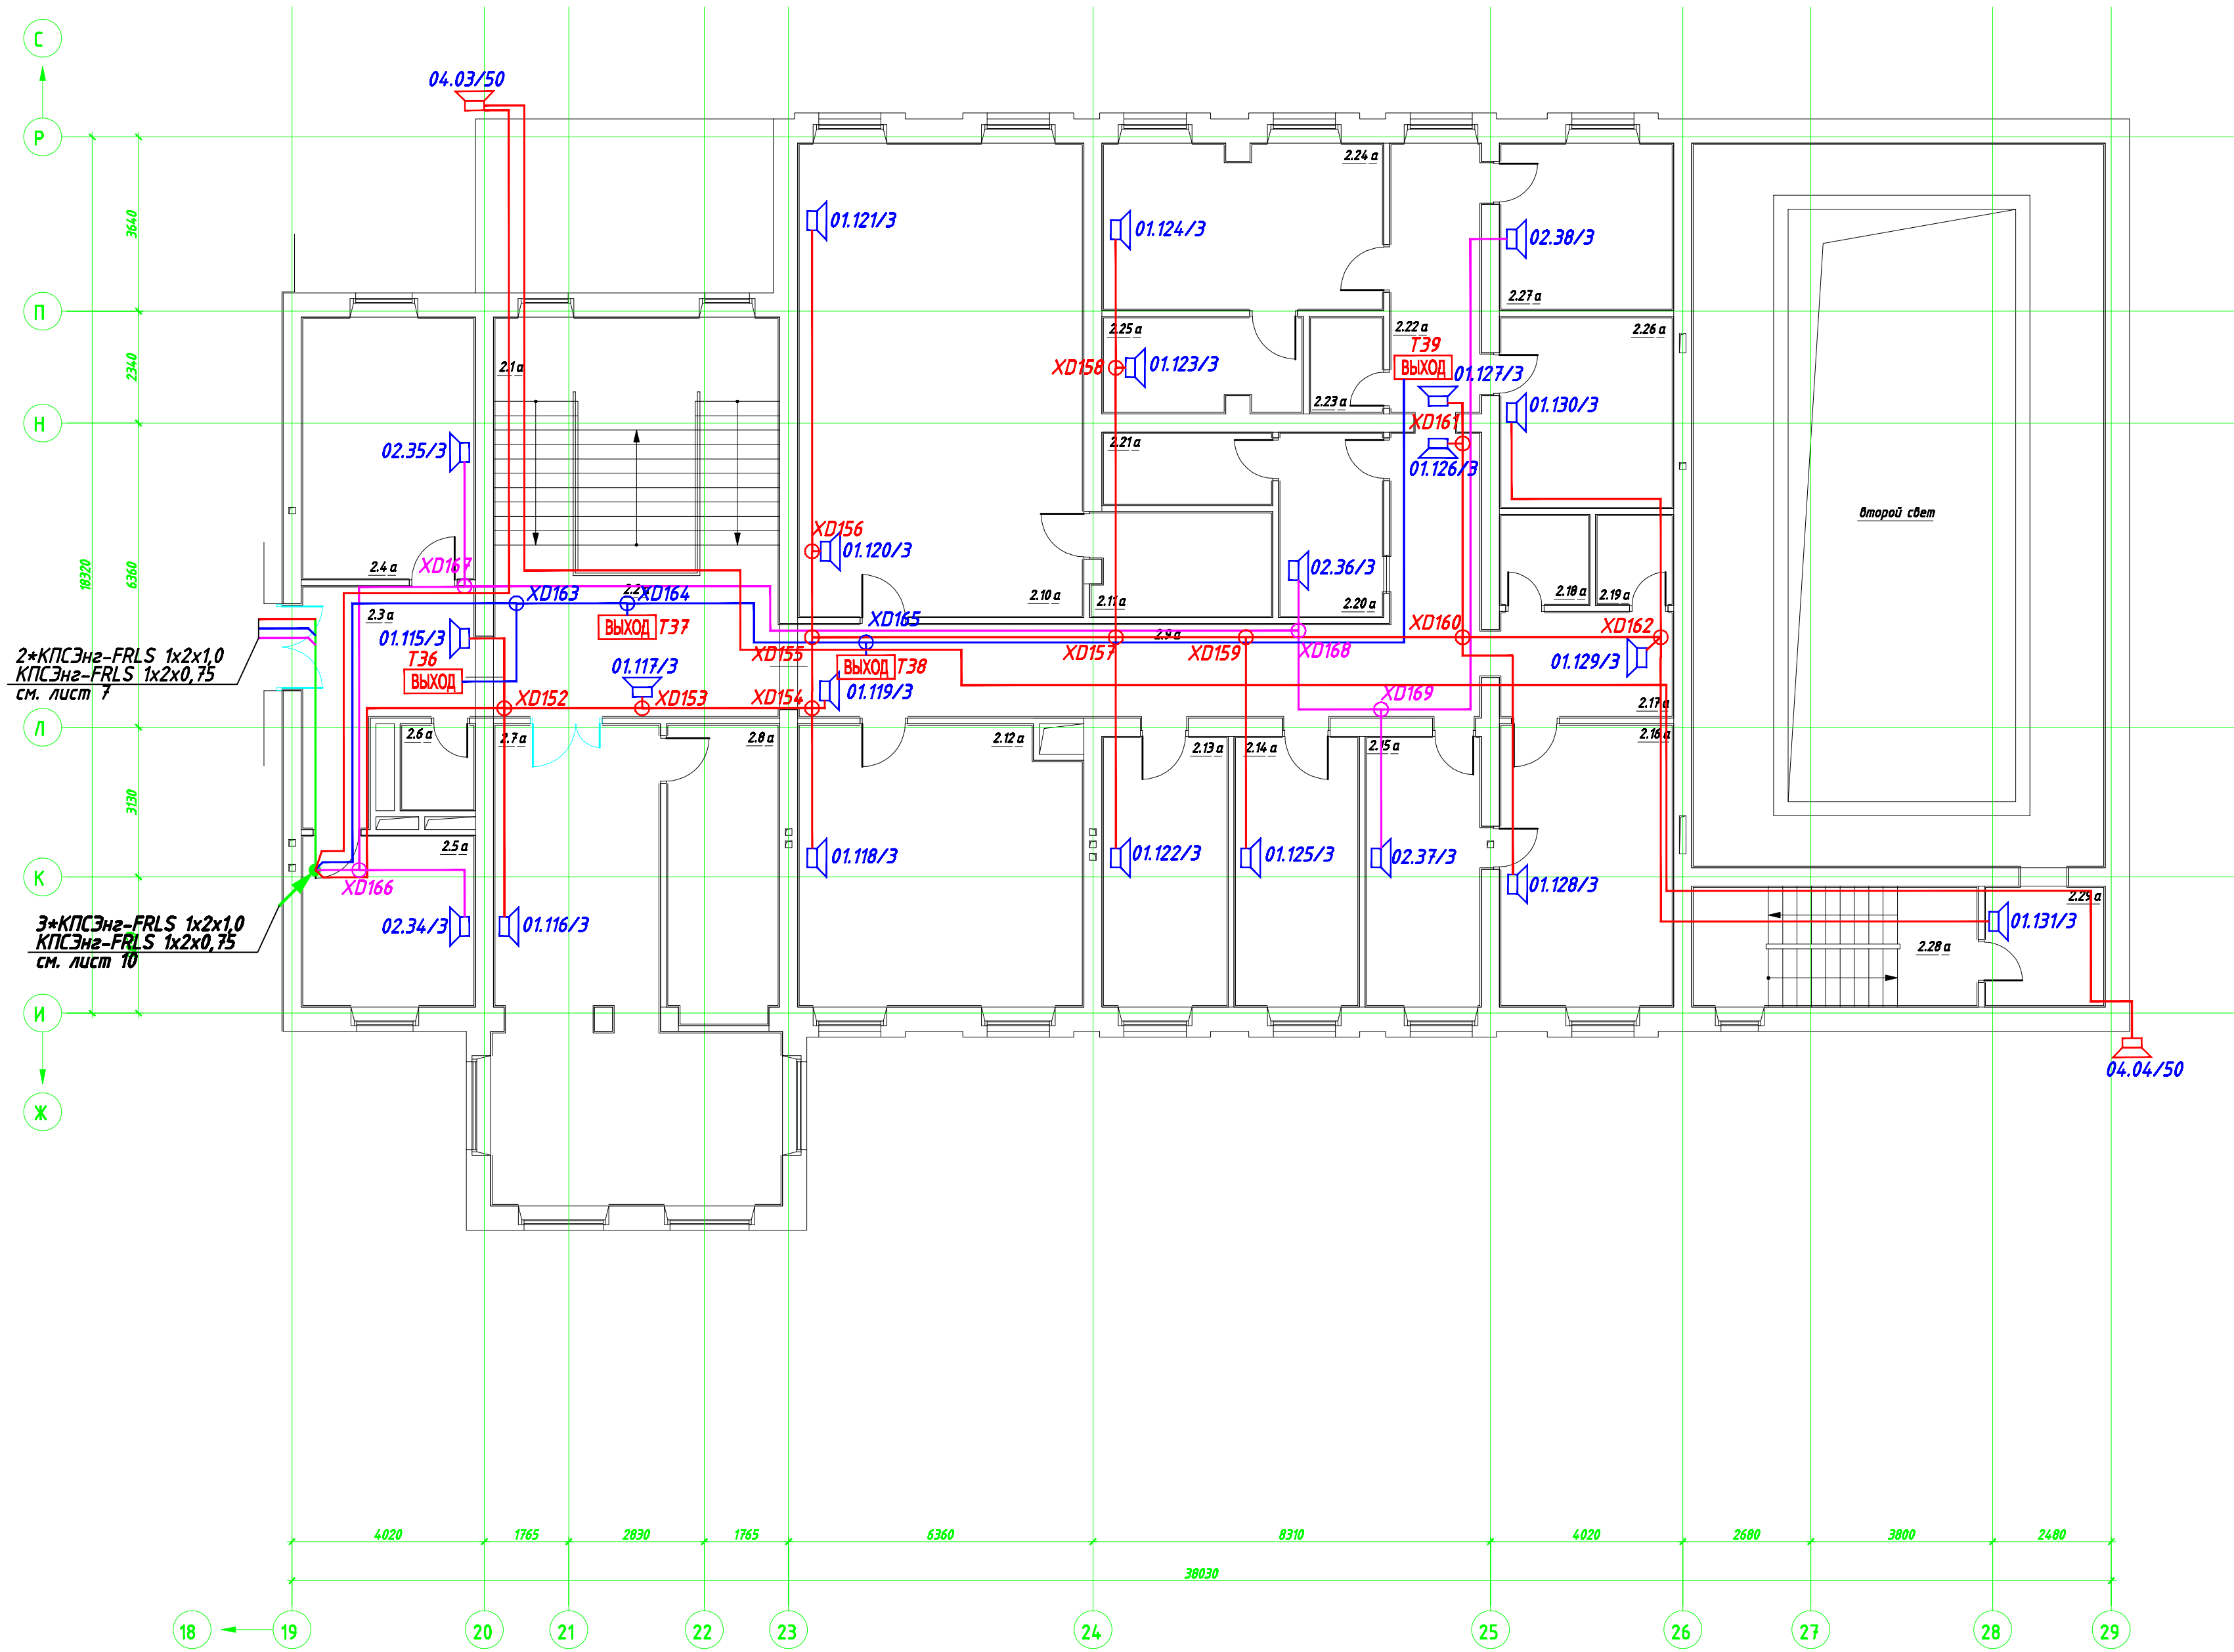 С
04.03/50
Р
2.24 а
3640
01.121/3
01.124/3
02.38/3
2.27 а
П
2.25 а
2.22 а
2.26 а
Т39
ВЫХОД
2340
2.1 а
XD158
01.123/3
01.127/3
2.23 а
01.130/3
Н
XD161
2.21 а
02.35/3
01.126/3
второй свет
XD156
01.120/3
18320
6360
2.4 а
XD167
02.36/3
XD163
XD164
2.10 а
2.11 а
2.20 а
2.18 а
2.19 а
2.3 а
XD165
01.115/3
ВЫХОД
Т37
2.9 а
XD160
XD162
2*КПСЭнг-FRLS 1х2х1,0
КПСЭнг-FRLS 1х2х0,75
см. лист 7
Т36
ВЫХОД
01.117/3
XD155
ВЫХОД
Т38
XD157
XD159
XD168
01.129/3
XD152
XD153
XD154
01.119/3
XD169
2.17 а
Л
2.6 а
2.7 а
2.8 а
2.12 а
2.13 а
2.14 а
2.15 а
2.16 а
3130
2.5 а
01.118/3
01.122/3
01.125/3
02.37/3
К
XD166
01.128/3
2.29 а
3*КПСЭнг-FRLS 1х2х1,0
КПСЭнг-FRLS 1х2х0,75
см. лист 10
02.34/3
01.116/3
01.131/3
2.28 а
И
04.04/50
Ж
4020
1765
2830
1765
6360
8310
4020
2680
3800
2480
38030
18
19
20
21
22
23
24
25
26
27
28
29